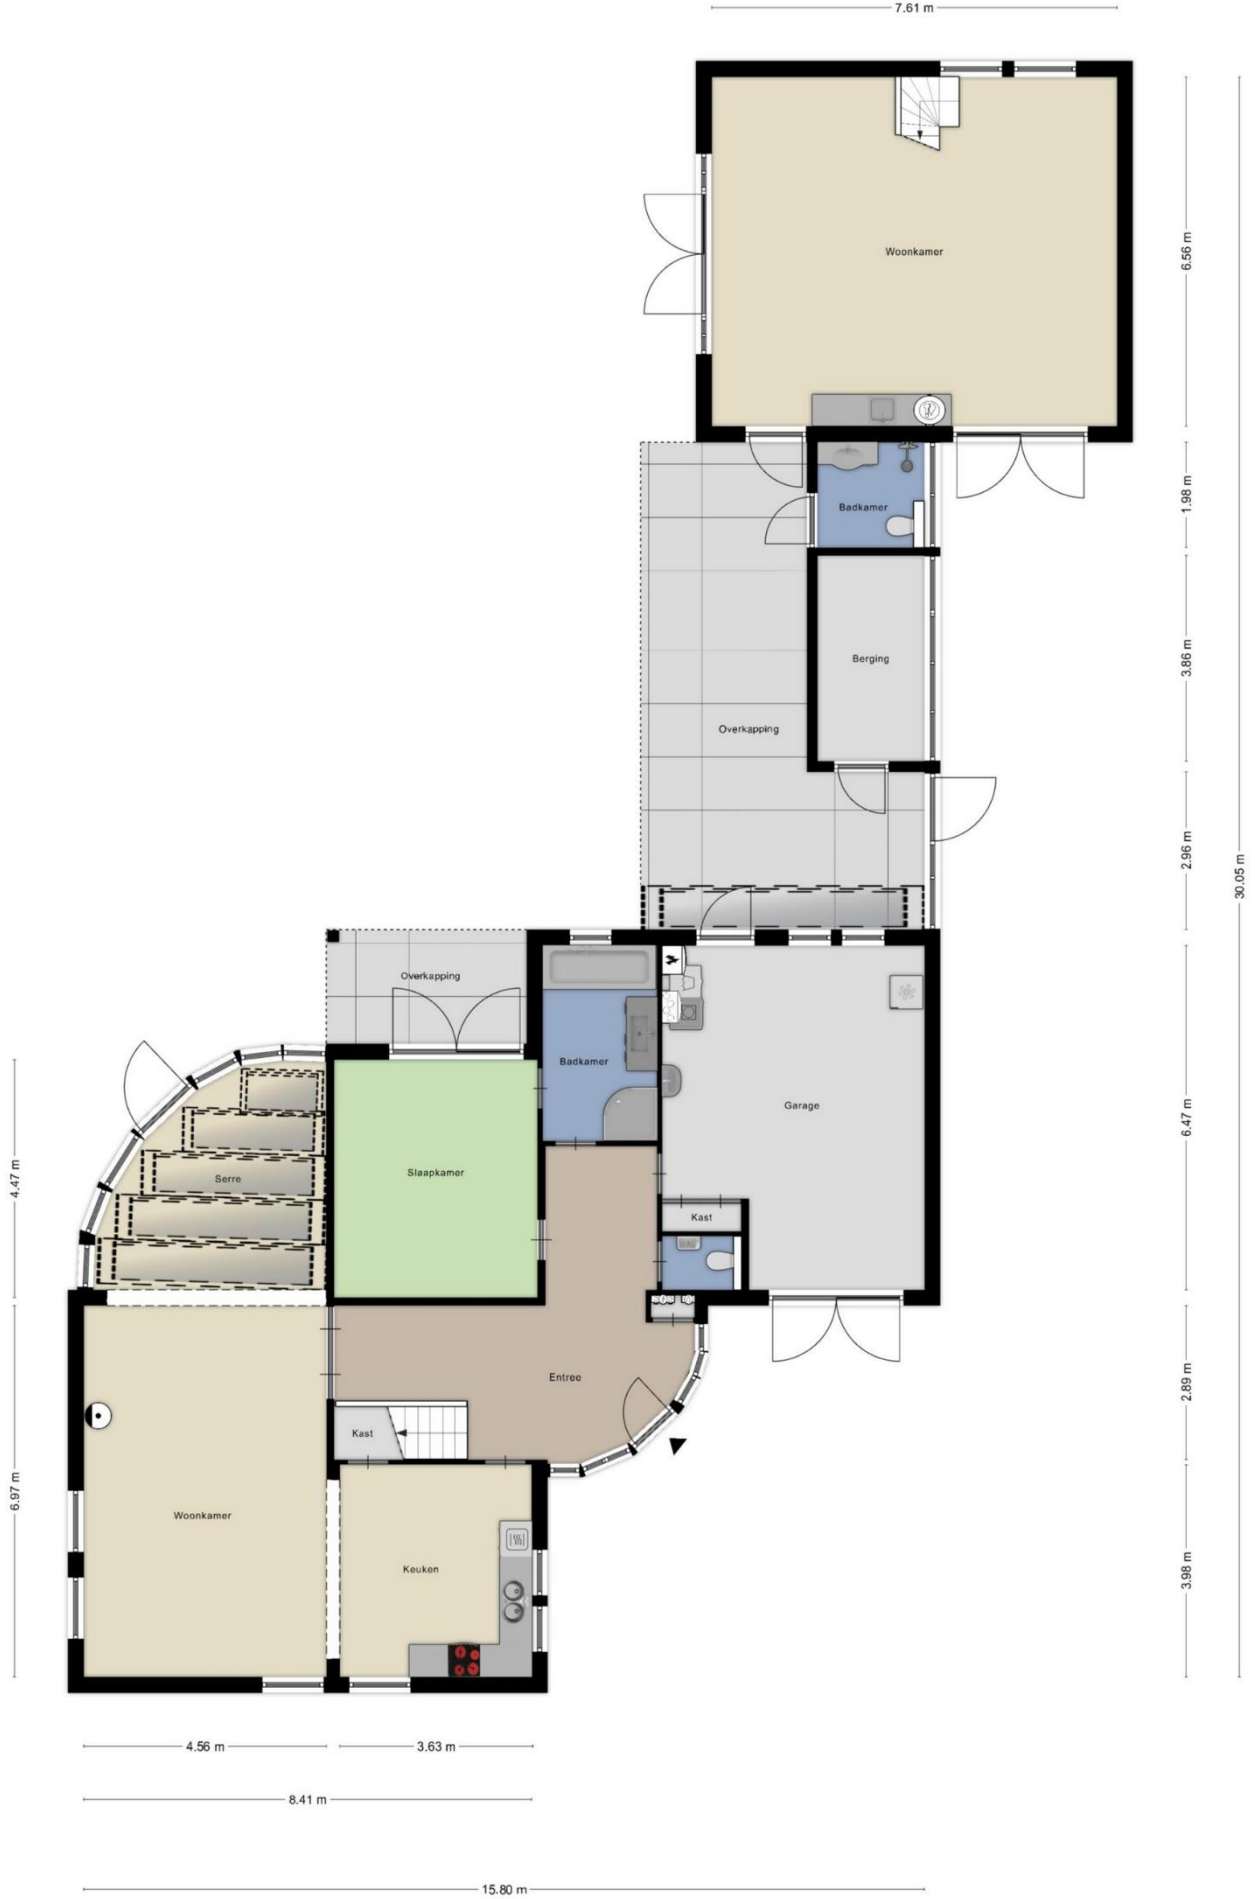 7.61 m
Woonkamer
6.56 m
Badkamer
1.98 m
Berging
3.86 m
Overkapping
2.96 m
30.05 m
Overkapping
Badkamer
Garage
6.47 m
Slaapkamer
Serre
4.47 m
Kast
Entree
2.89 m
Kast
Woonkamer
6.97 m
Keuken
3.98 m
4.56 m
3.63 m
8.41 m
15.80 m